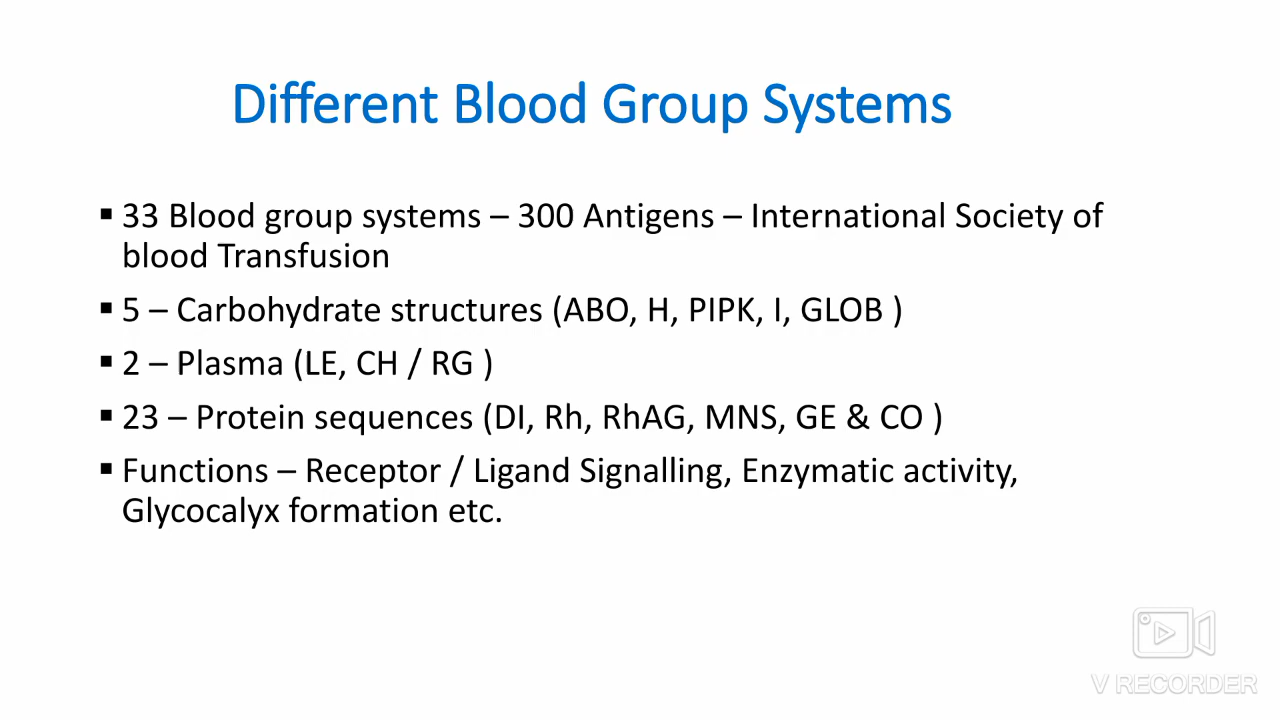 Different Blood Group Systems
▪ 33 Blood group systems – 300 Antigens – International Society of
blood Transfusion
▪ 5 – Carbohydrate structures (ABO, H, PIPK, I, GLOB )
▪ 2 – Plasma (LE, CH / RG )
▪ 23 – Protein sequences (DI, Rh, RhAG, MNS, GE & CO )
▪ Functions – Receptor / Ligand Signalling, Enzymatic activity,
Glycocalyx formation etc.
V RECORDER